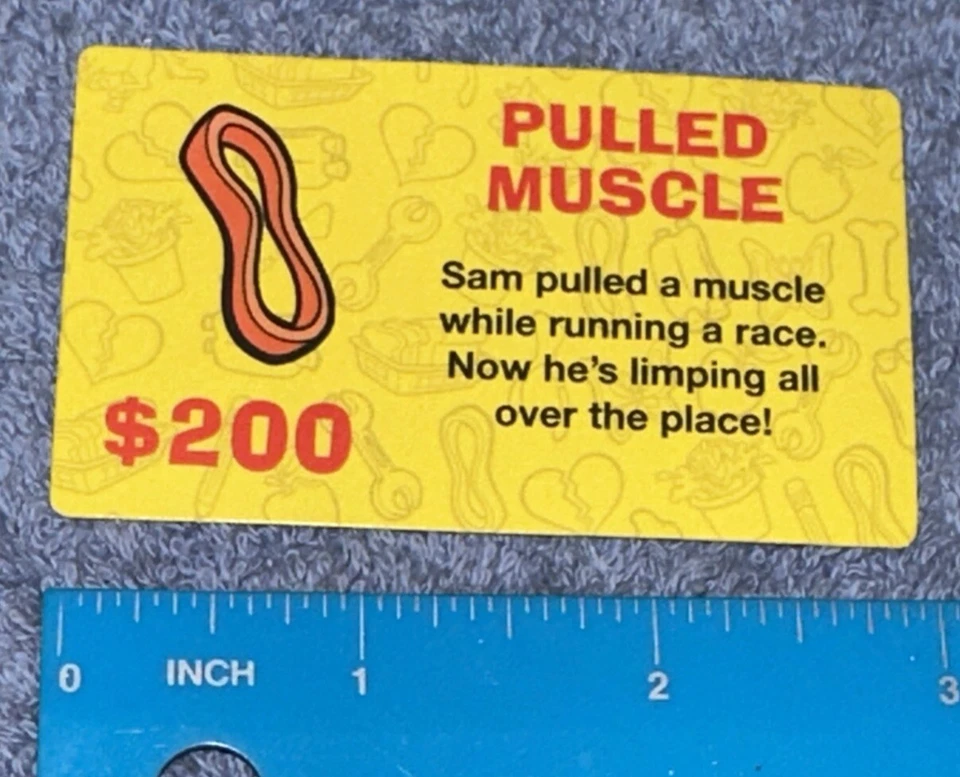 PULLED
MUSCLE
Sam pulled a muscle
while running a race.
Now he's limping all
over the place!
$200
0 INCH 1 2 3